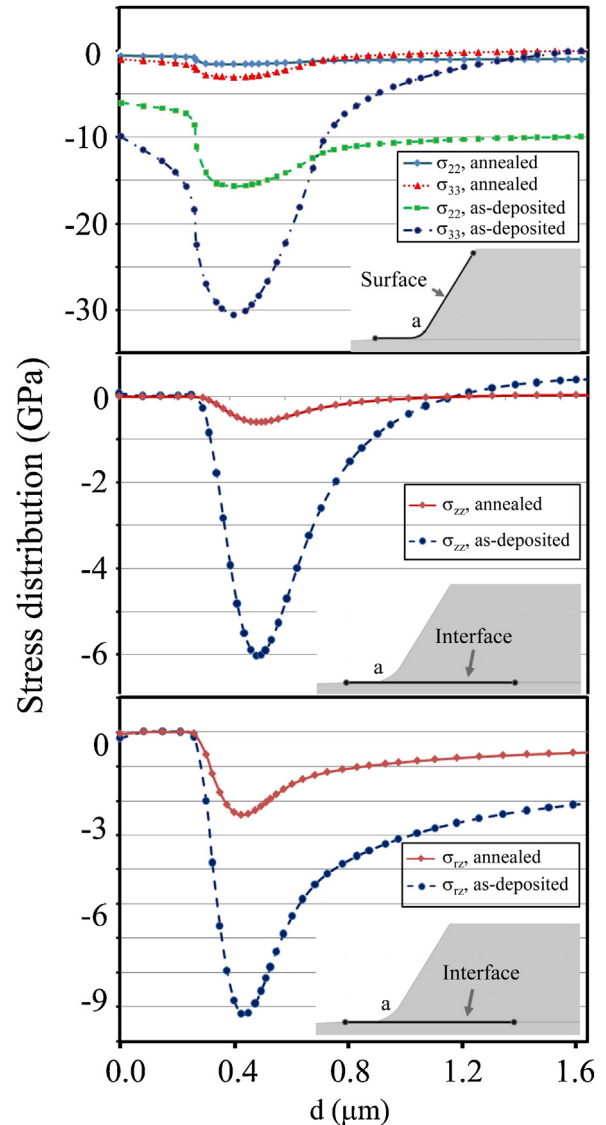 Stress distribution (GPa)
0
-10
-20
-30
σ22, annealed
σ33, annealed
σ22, as-deposited
σ33, as-deposited
Surface
a
0
-2
-4
-6
σzz, annealed
σzz, as-deposited
Interface
a
0
-3
-6
-9
σrz, annealed
σrz, as-deposited
Interface
a
0.0 0.4 0.8 1.2 1.6
d (μm)